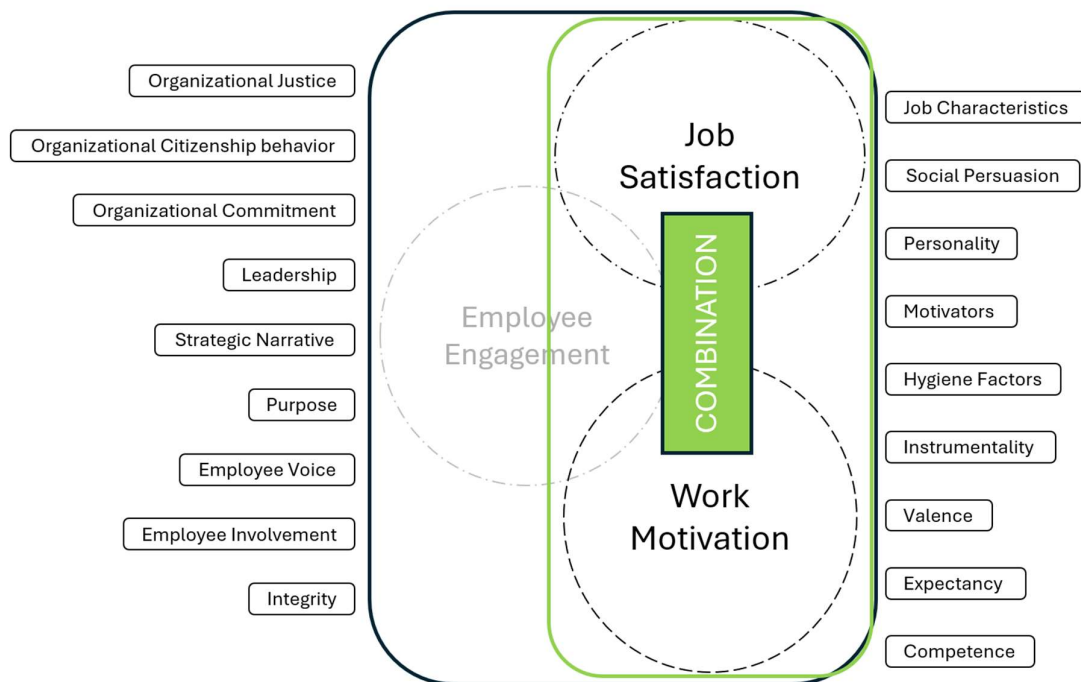 Organizational Justice
Organizational Citizenship behavior
Organizational Commitment
Leadership
Strategic Narrative
Purpose
Employee Voice
Employee Involvement
Integrity
Employee
Engagement
Job
Satisfaction
COMBINATION
Work
Motivation
Job Characteristics
Social Persuasion
Personality
Motivators
Hygiene Factors
Instrumentality
Valence
Expectancy
Competence